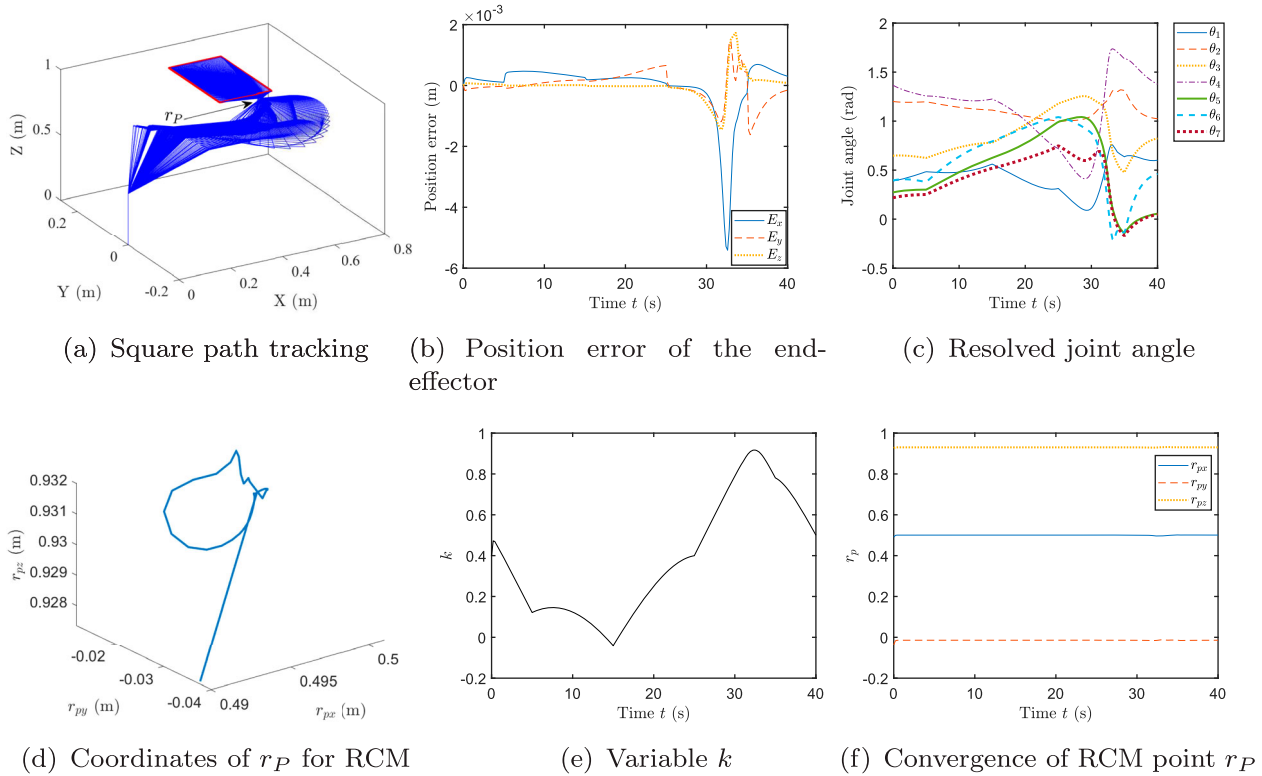 1
0.5
0
Z (m)
r_P
0.2
0
-0.2
Y (m)
0
0.2
0.4
0.6
0.8
X (m)
×10⁻³
2
0
-2
-4
-6
Position error (m)
E_x
E_y
E_z
0 10 20 30 40
Time t (s)
2
1.5
1
0.5
0
-0.5
Joint angle (rad)
0 10 20 30 40
Time t (s)
θ₁
θ₂
θ₃
θ₄
θ₅
θ₆
θ₇
(a) Square path tracking
(b) Position error of the end-
effector
(c) Resolved joint angle
0.932
0.931
0.93
0.929
0.928
r_pz (m)
-0.02
-0.03
-0.04
r_py (m)
0.49
0.495
0.5
r_px (m)
1
0.8
0.6
0.4
0.2
0
-0.2
k
0 10 20 30 40
Time t (s)
1
0.8
0.6
0.4
0.2
0
-0.2
r_p
r_px
r_py
r_pz
0 10 20 30 40
Time t (s)
(d) Coordinates of r_P for RCM
(e) Variable k
(f) Convergence of RCM point r_P